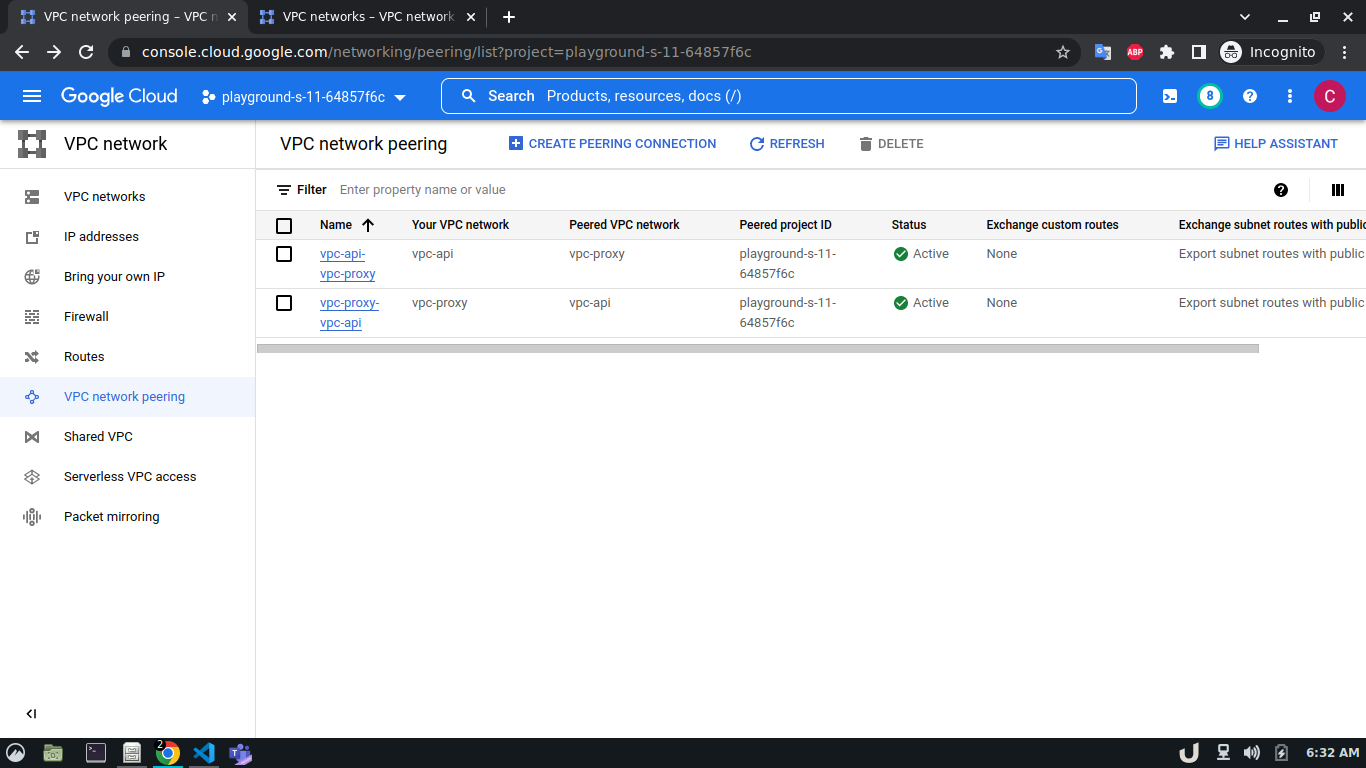 VPC network peering – VPC n
VPC networks – VPC network
console.cloud.google.com/networking/peering/list?project=playground-s-11-64857f6c
ABP
Incognito
Google Cloud
playground-s-11-64857f6c
Search Products, resources, docs (/)
8
C
VPC network
VPC networks
IP addresses
Bring your own IP
Firewall
Routes
VPC network peering
Shared VPC
Serverless VPC access
Packet mirroring
VPC network peering
CREATE PEERING CONNECTION
REFRESH
DELETE
HELP ASSISTANT
Filter Enter property name or value
Name Your VPC network Peered VPC network Peered project ID Status Exchange custom routes Exchange subnet routes with public
vpc-api- vpc-api vpc-proxy playground-s-11- Active None Export subnet routes with public
vpc-proxy 64857f6c
vpc-proxy- vpc-proxy vpc-api playground-s-11- Active None Export subnet routes with public
vpc-api 64857f6c
2
6:32 AM